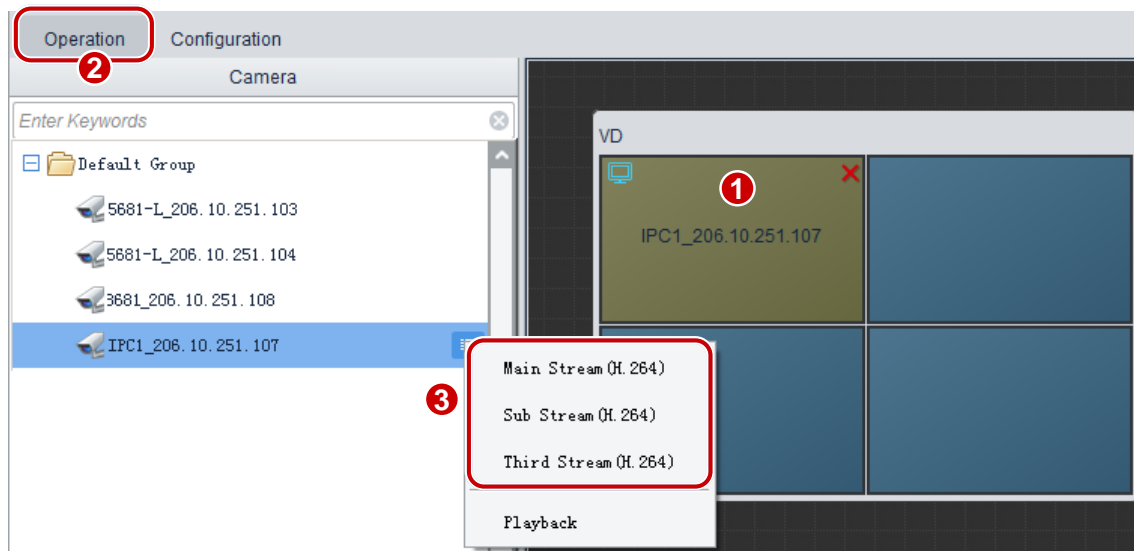 Operation Configuration
2
Camera
Enter Keywords
Default Group
5681-L_206.10.251.103
5681-L_206.10.251.104
3681_206.10.251.108
IPC1_206.10.251.107
VD
1
IPC1_206.10.251.107
3
Main Stream(H.264)
Sub Stream(H.264)
Third Stream(H.264)
Playback